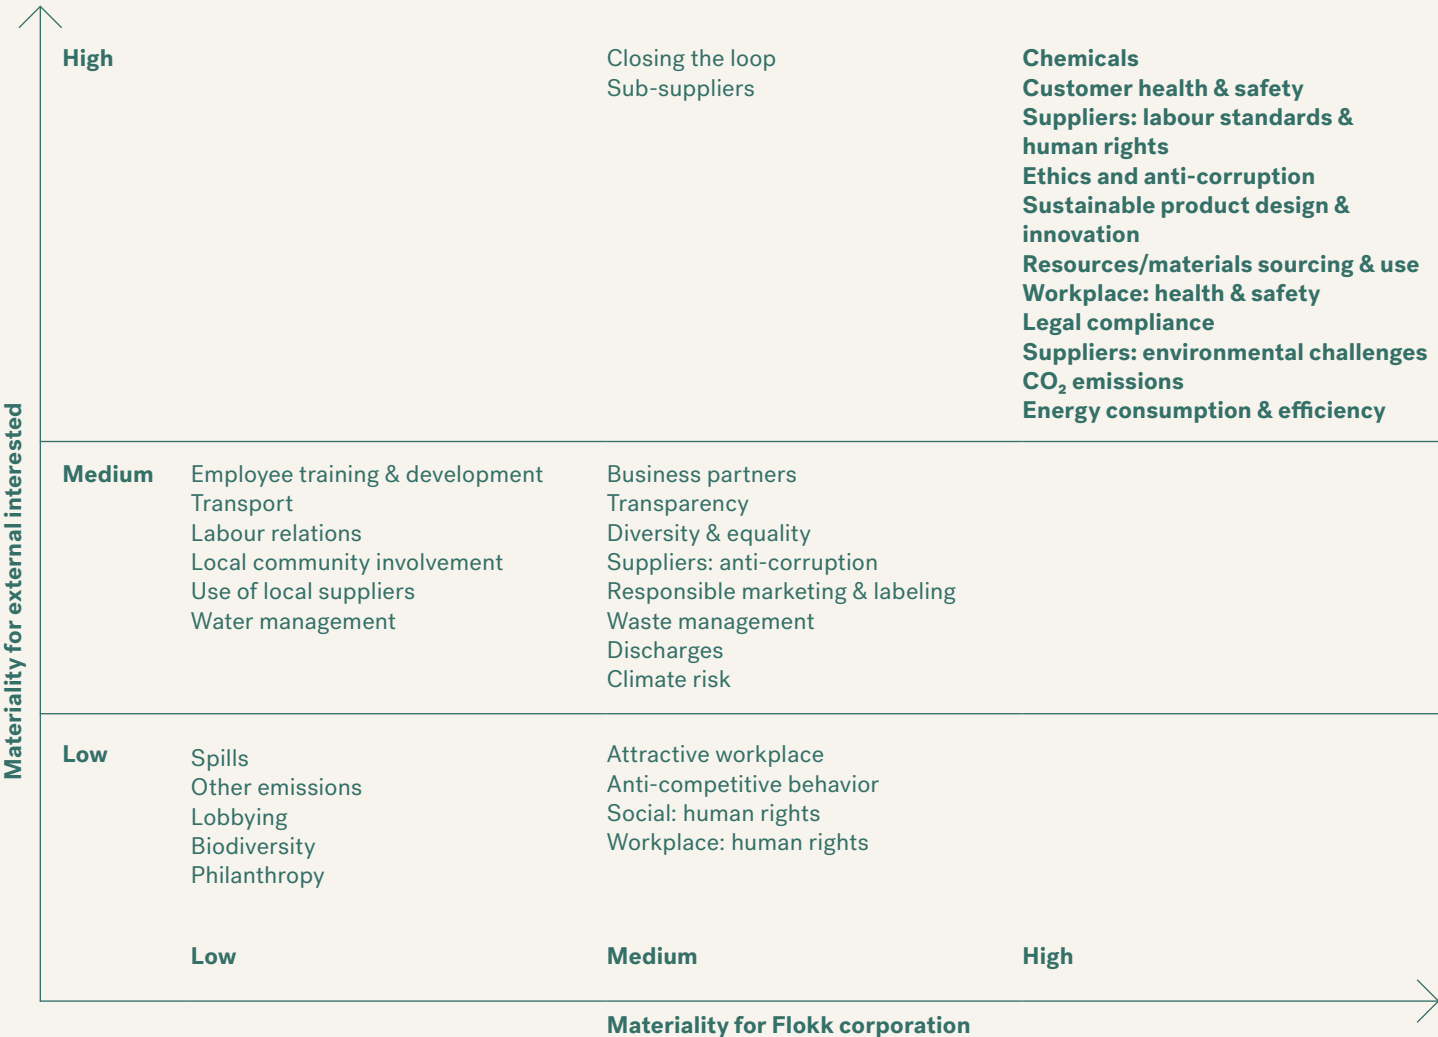 High
Closing the loop
Sub-suppliers
Chemicals
Customer health & safety
Suppliers: labour standards &
human rights
Ethics and anti-corruption
Sustainable product design &
innovation
Resources/materials sourcing & use
Workplace: health & safety
Legal compliance
Suppliers: environmental challenges
CO₂ emissions
Energy consumption & efficiency
Materiality for external interested
Medium
Employee training & development
Transport
Labour relations
Local community involvement
Use of local suppliers
Water management
Business partners
Transparency
Diversity & equality
Suppliers: anti-corruption
Responsible marketing & labeling
Waste management
Discharges
Climate risk
Low
Spills
Other emissions
Lobbying
Biodiversity
Philanthropy
Attractive workplace
Anti-competitive behavior
Social: human rights
Workplace: human rights
Low
Medium
High
Materiality for Flokk corporation